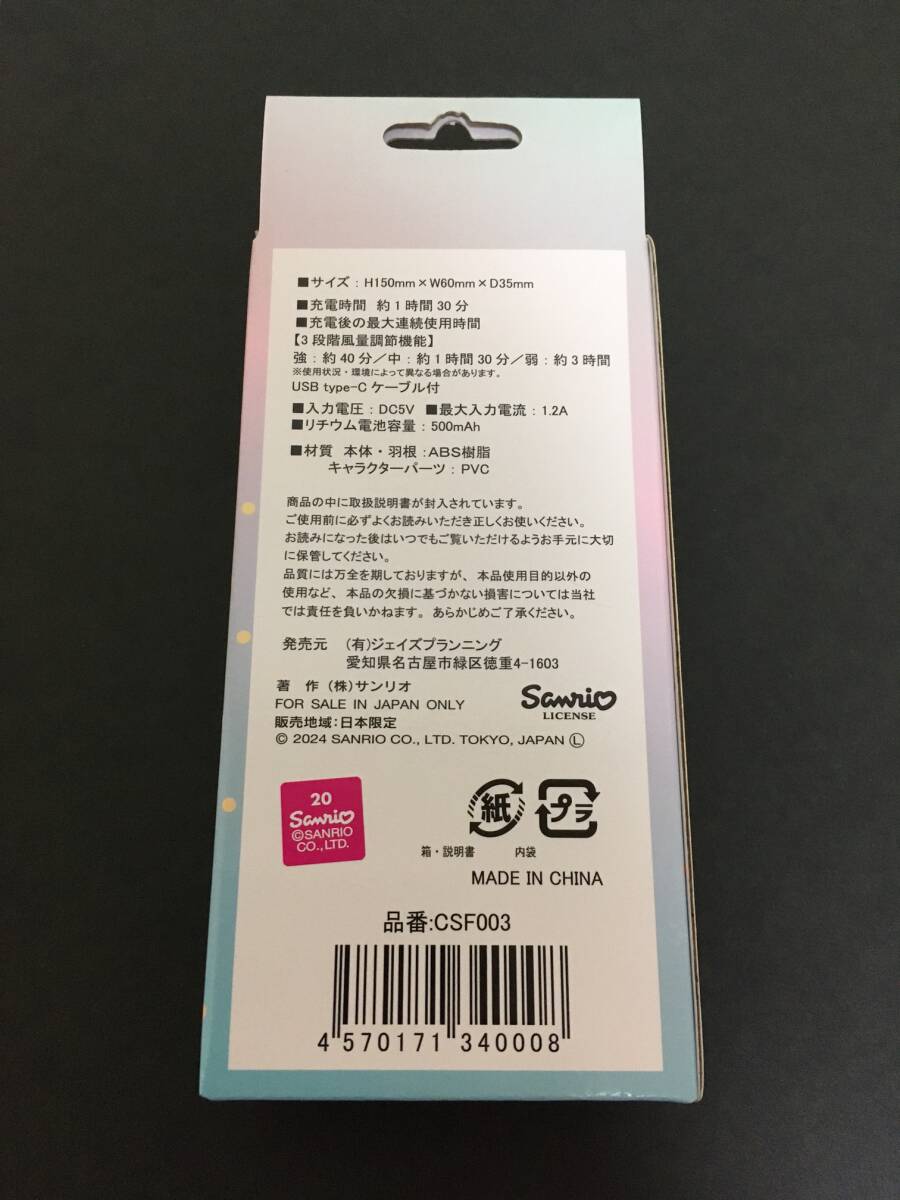 ■サイズ：H150mm×W60mm×D35mm
■充電時間 約1時間30分
■充電後の最大連続使用時間
【3段階風量調節機能】
強：約40分／中：約1時間30分／弱：約3時間
※使用状況・環境によって異なる場合があります。
USB type-C ケーブル付
■入力電圧：DC5V ■最大入力電流：1.2A
■リチウム電池容量：500mAh
■材質 本体・羽根：ABS樹脂
キャラクターパーツ：PVC
商品の中に取扱説明書が封入されています。
ご使用前に必ずよくお読みいただき正しくお使いください。
お読みになった後はいつでもご覧いただけるようお手元に大切
に保管してください。
品質には万全を期しておりますが、本品使用目的以外の
使用など、本品の欠損に基づかない損害については当社
では責任を負いかねます。あらかじめご了承ください。
発売元 (有)ジェイズプランニング
愛知県名古屋市緑区徳重4-1603
著 作 (株)サンリオ
FOR SALE IN JAPAN ONLY
販売地域：日本限定
© 2024 SANRIO CO., LTD. TOKYO, JAPAN Ⓛ
Sanrio
LICENSE
20
Sanrio
©SANRIO
CO.,LTD.
紙
プラ
箱・説明書 内袋
MADE IN CHINA
品番:CSF003
4 570171 340008